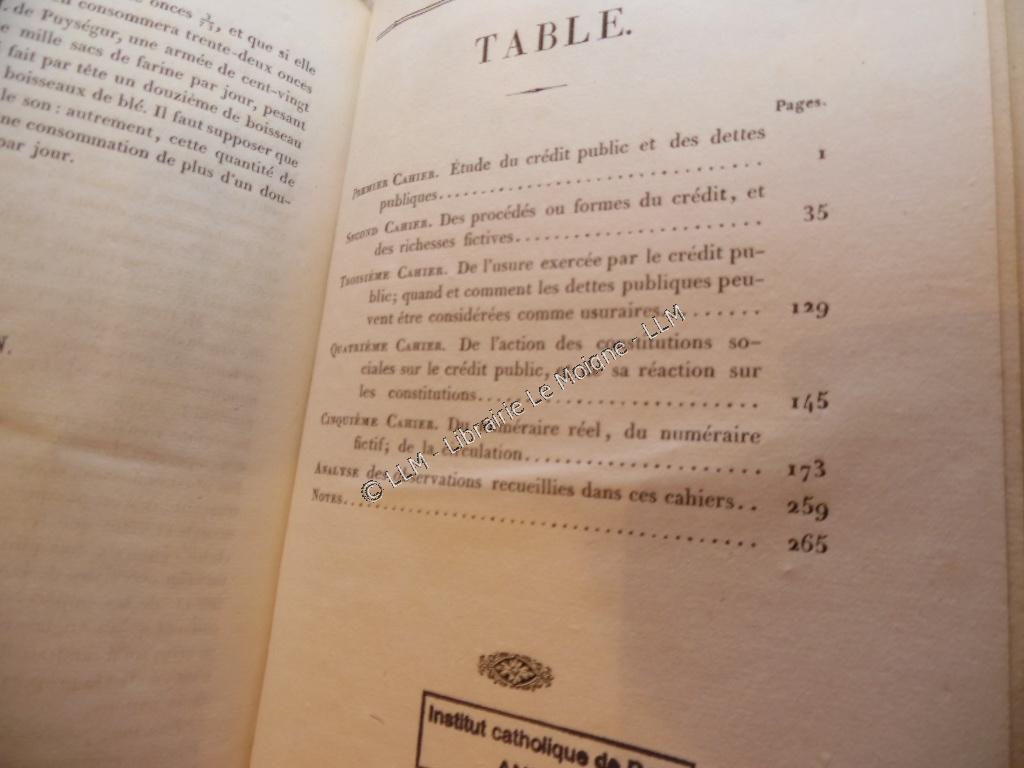 onces 3/73, et que si elle
consommera trente-deux onces
de Puységur, une armée de cent-vingt
mille sacs de farine par jour, pesant
fait par tête un douzième de boisseau
boisseaux de blé. Il faut supposer que
le son : autrement, cette quantité de
consommation de plus d'un dou-
par jour.
TABLE.
Pages.
PREMIER CAHIER. Étude du crédit public et des dettes
publiques........................ 1
SECOND CAHIER. Des procédés ou formes du crédit, et
des richesses fictives........................ 35
TROISIÈME CAHIER. De l'usure exercée par le crédit pu-
blic; quand et comment les dettes publiques peu-
vent être considérées comme usuraires........ 129
QUATRIÈME CAHIER. De l'action des constitutions so-
ciales sur le crédit public, sa réaction sur
les constitutions........................ 145
CINQUIÈME CAHIER. Du numéraire réel, du numéraire
fictif; de la circulation........................ 173
ANALYSE des observations recueillies dans ces cahiers.. 259
NOTES........................ 265
© LLM - Librairie Le Moigne - LLM
Institut catholique de